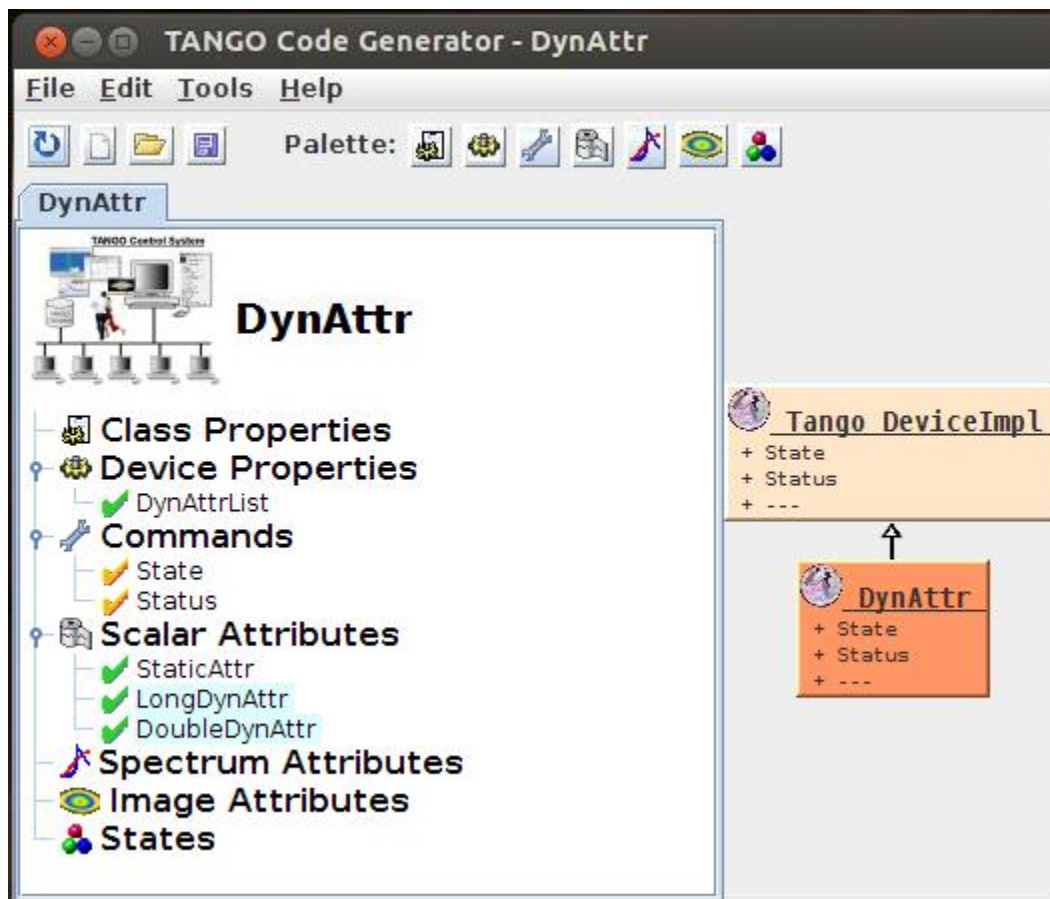 TANGO Code Generator - DynAttr
File Edit Tools Help
Palette:
DynAttr
TANGO Control System
DynAttr
Class Properties
Device Properties
DynAttrList
Commands
State
Status
Scalar Attributes
StaticAttr
LongDynAttr
DoubleDynAttr
Spectrum Attributes
Image Attributes
States
Tango DeviceImpl
+ State
+ Status
+ ---
DynAttr
+ State
+ Status
+ ---